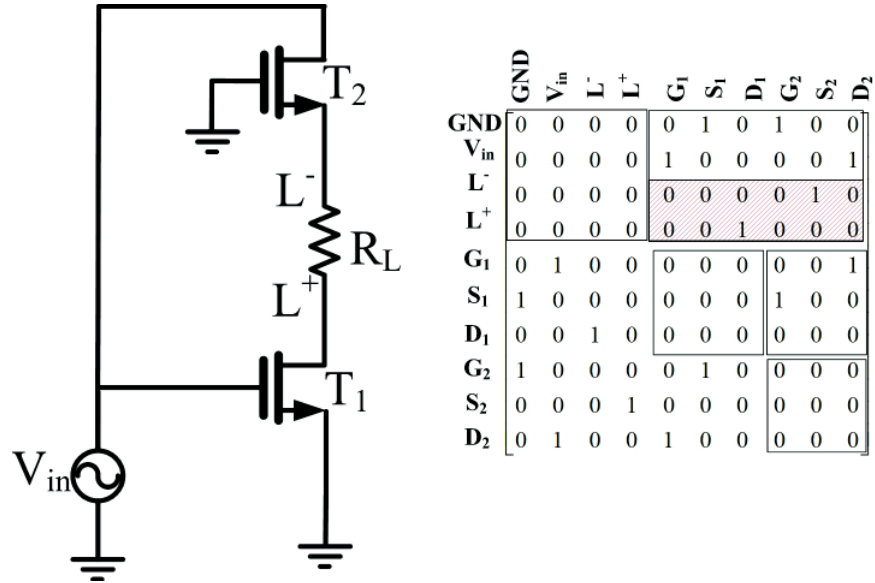 T2
L-
RL
L+
T1
Vin
GND Vin L- L+ G1 S1 D1 G2 S2 D2
GND 0 0 0 0 0 1 0 1 0 0
Vin 0 0 0 0 1 0 0 0 0 1
L- 0 0 0 0 0 0 0 0 1 0
L+ 0 0 0 0 0 0 1 0 0 0
G1 0 1 0 0 0 0 0 0 0 1
S1 1 0 0 0 0 0 0 1 0 0
D1 0 0 1 0 0 0 0 0 0 0
G2 1 0 0 0 0 1 0 0 0 0
S2 0 0 0 1 0 0 0 0 0 0
D2 0 1 0 0 1 0 0 0 0 0